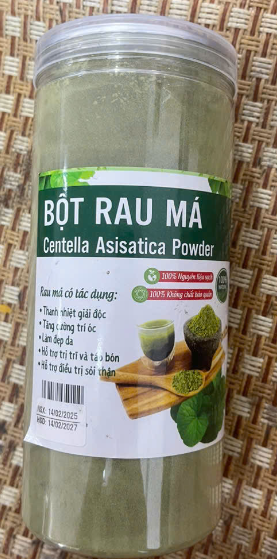 BỘT RAU MÁ
Centella Asisatica Powder
100% Nguyên liệu sạch
100% Không chất bảo quản
Rau má có tác dụng:
• Thanh nhiệt giải độc
• Tăng cường trí óc
• Làm đẹp da
• Hỗ trợ trị trĩ và táo bón
• Hỗ trợ điều trị sỏi thận
NSX: 14/02/2025
HSD: 14/02/2027